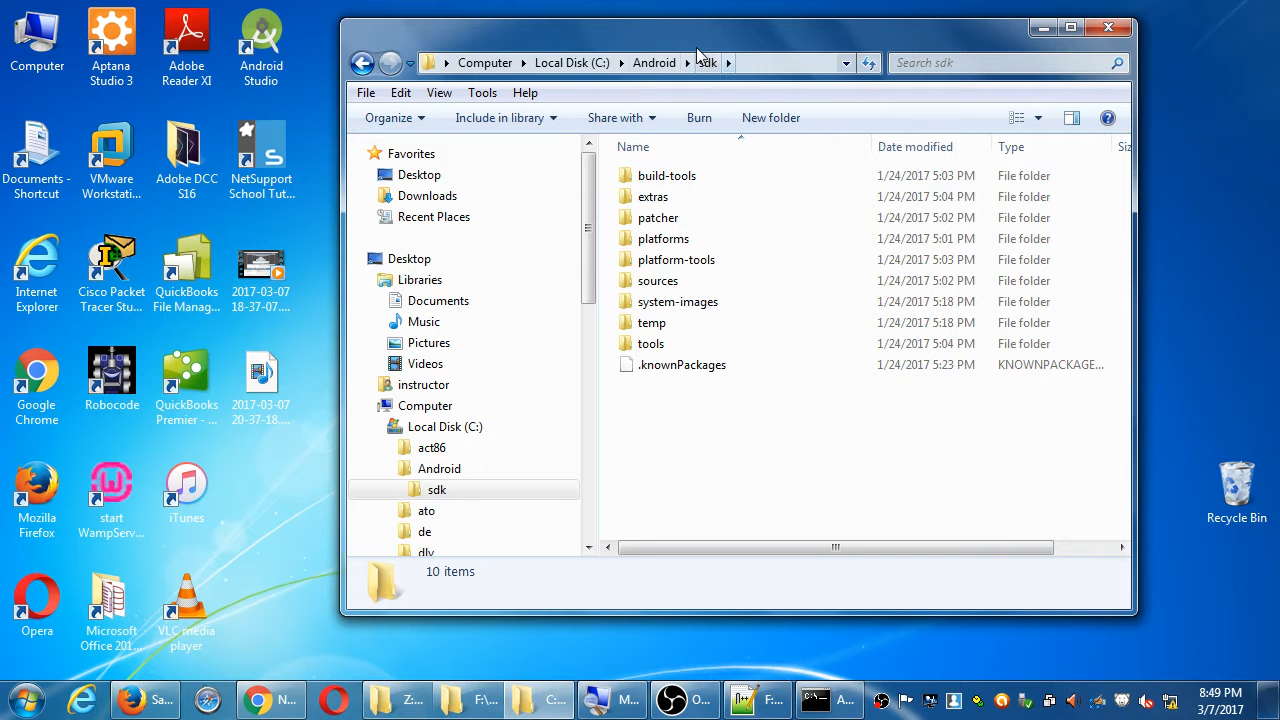 Computer
Aptana
Studio 3
Adobe
Reader XI
Android
Studio
Documents -
Shortcut
VMware
Workstati...
Adobe DCC
S16
NetSupport
School Tut...
Internet
Explorer
Cisco Packet
Tracer Stu...
QuickBooks
File Manag...
2017-03-07
18-37-07....
Google
Chrome
Robocode
QuickBooks
Premier - ...
2017-03-07
20-37-18....
Mozilla
Firefox
start
WampServ...
iTunes
Opera
Microsoft
Office 201...
VLC media
player
Computer Local Disk (C:) Android sdk
Search sdk
File Edit View Tools Help
Organize Include in library Share with Burn New folder
Favorites
Desktop
Downloads
Recent Places
Desktop
Libraries
Documents
Music
Pictures
Videos
instructor
Computer
Local Disk (C:)
act86
Android
sdk
ato
de
dlv
Name Date modified Type Siz
build-tools 1/24/2017 5:03 PM File folder
extras 1/24/2017 5:04 PM File folder
patcher 1/24/2017 5:02 PM File folder
platforms 1/24/2017 5:01 PM File folder
platform-tools 1/24/2017 5:03 PM File folder
sources 1/24/2017 5:02 PM File folder
system-images 1/24/2017 5:18 PM File folder
temp 1/24/2017 5:18 PM File folder
tools 1/24/2017 5:04 PM File folder
.knownPackages 1/24/2017 5:23 PM KNOWNPACKAGE...
10 items
Recycle Bin
Sa... N... Z:... F:\... C:... M... O... F:... A...
8:49 PM
3/7/2017